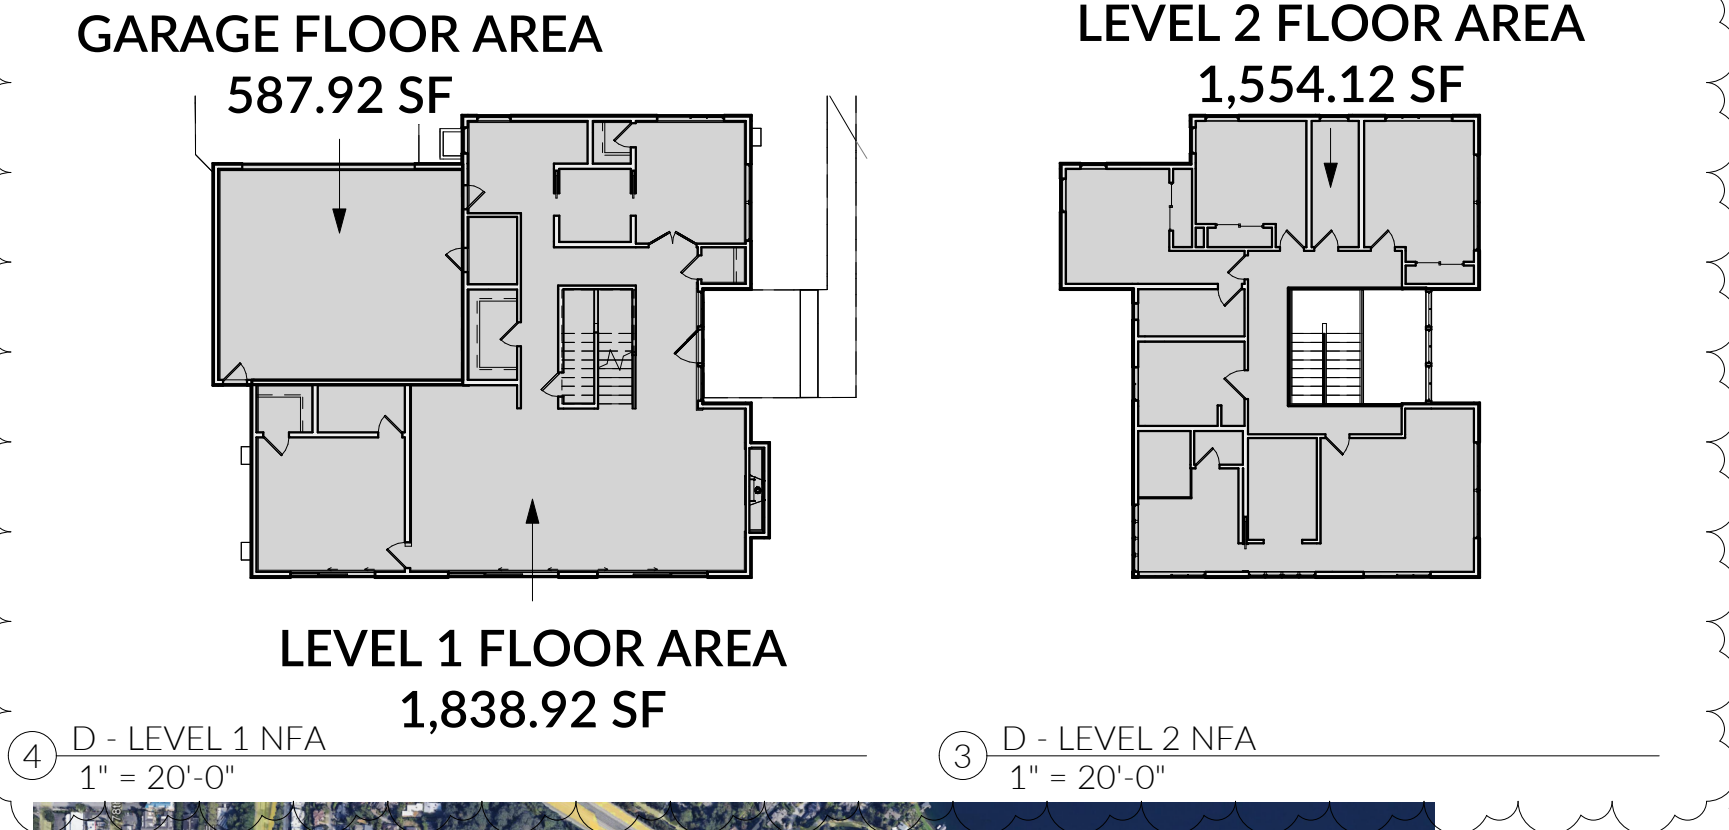 GARAGE FLOOR AREA
587.92 SF
LEVEL 2 FLOOR AREA
1,554.12 SF
LEVEL 1 FLOOR AREA
1,838.92 SF
4
D - LEVEL 1 NFA
1" = 20'-0"
3
D - LEVEL 2 NFA
1" = 20'-0"